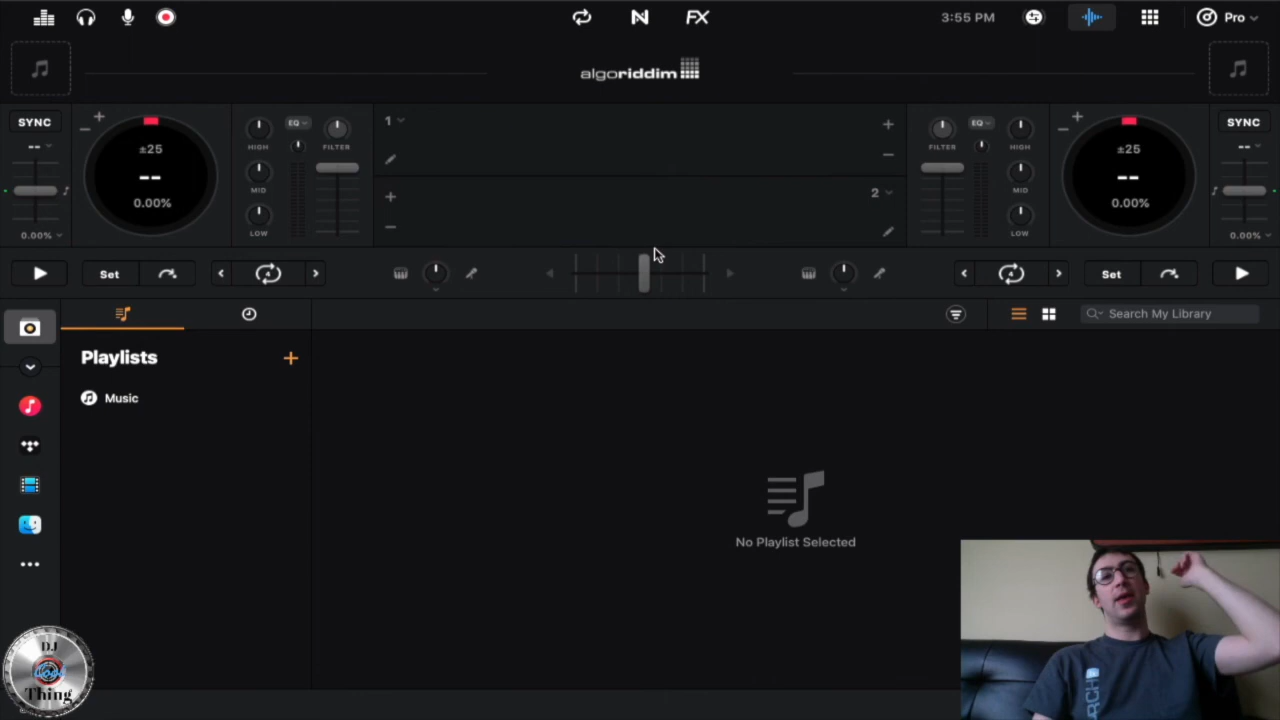 FX
3:55 PM
Pro
algoriddim
SYNC
--
0.00%
±25
--
0.00%
HIGH
MID
LOW
EQ
FILTER
1
2
FILTER
EQ
HIGH
MID
LOW
±25
--
0.00%
SYNC
--
0.00%
Set
4
4
Set
Search My Library
Playlists
Music
No Playlist Selected
DJ
Thing